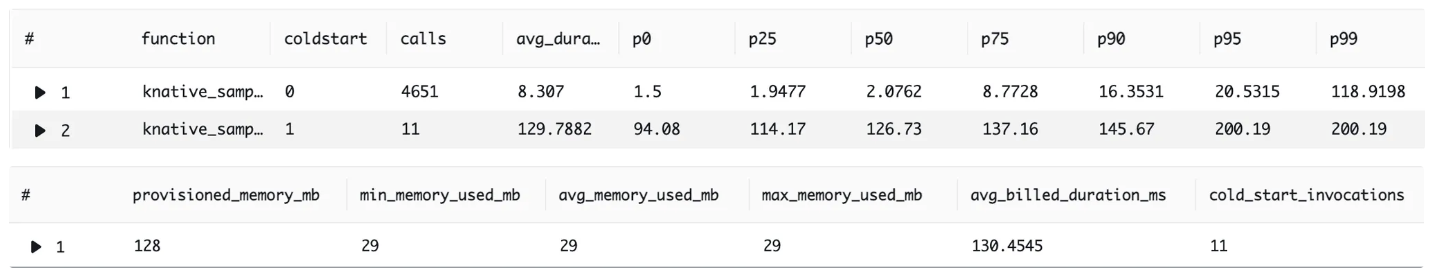 # function coldstart calls avg_dura… p0 p25 p50 p75 p90 p95 p99
1 knative_samp… 0 4651 8.307 1.5 1.9477 2.0762 8.7728 16.3531 20.5315 118.9198
2 knative_samp… 1 11 129.7882 94.08 114.17 126.73 137.16 145.67 200.19 200.19
# provisioned_memory_mb min_memory_used_mb avg_memory_used_mb max_memory_used_mb avg_billed_duration_ms cold_start_invocations
1 128 29 29 29 130.4545 11